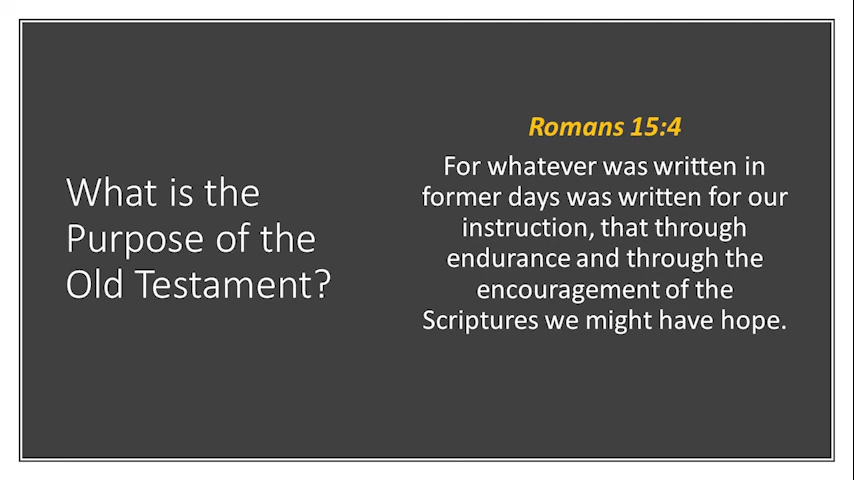 What is the
Purpose of the
Old Testament?
Romans 15:4
For whatever was written in
former days was written for our
instruction, that through
endurance and through the
encouragement of the
Scriptures we might have hope.